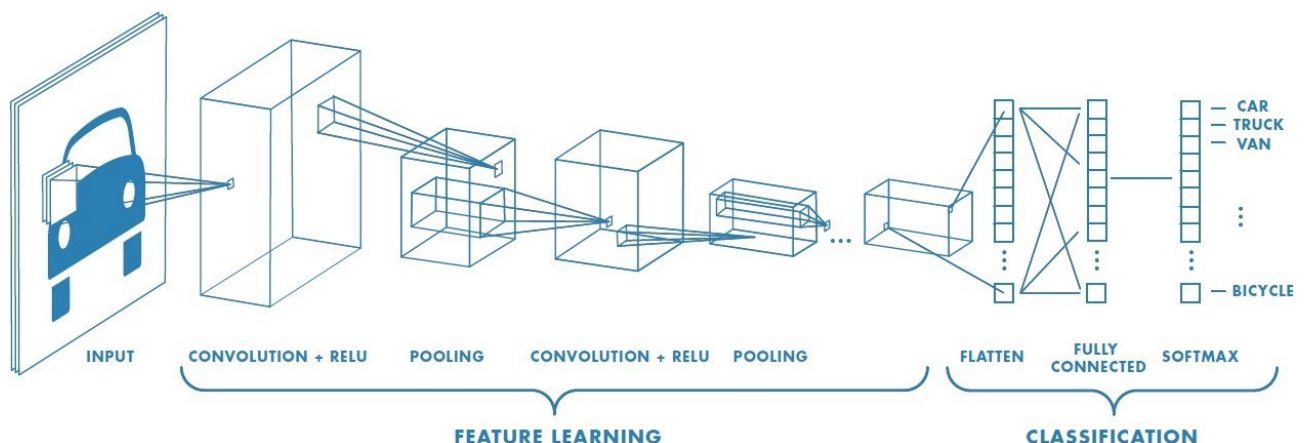 CAR
TRUCK
VAN
BICYCLE
INPUT
CONVOLUTION + RELU
POOLING
CONVOLUTION + RELU
POOLING
FLATTEN
FULLY
CONNECTED
SOFTMAX
FEATURE LEARNING
CLASSIFICATION